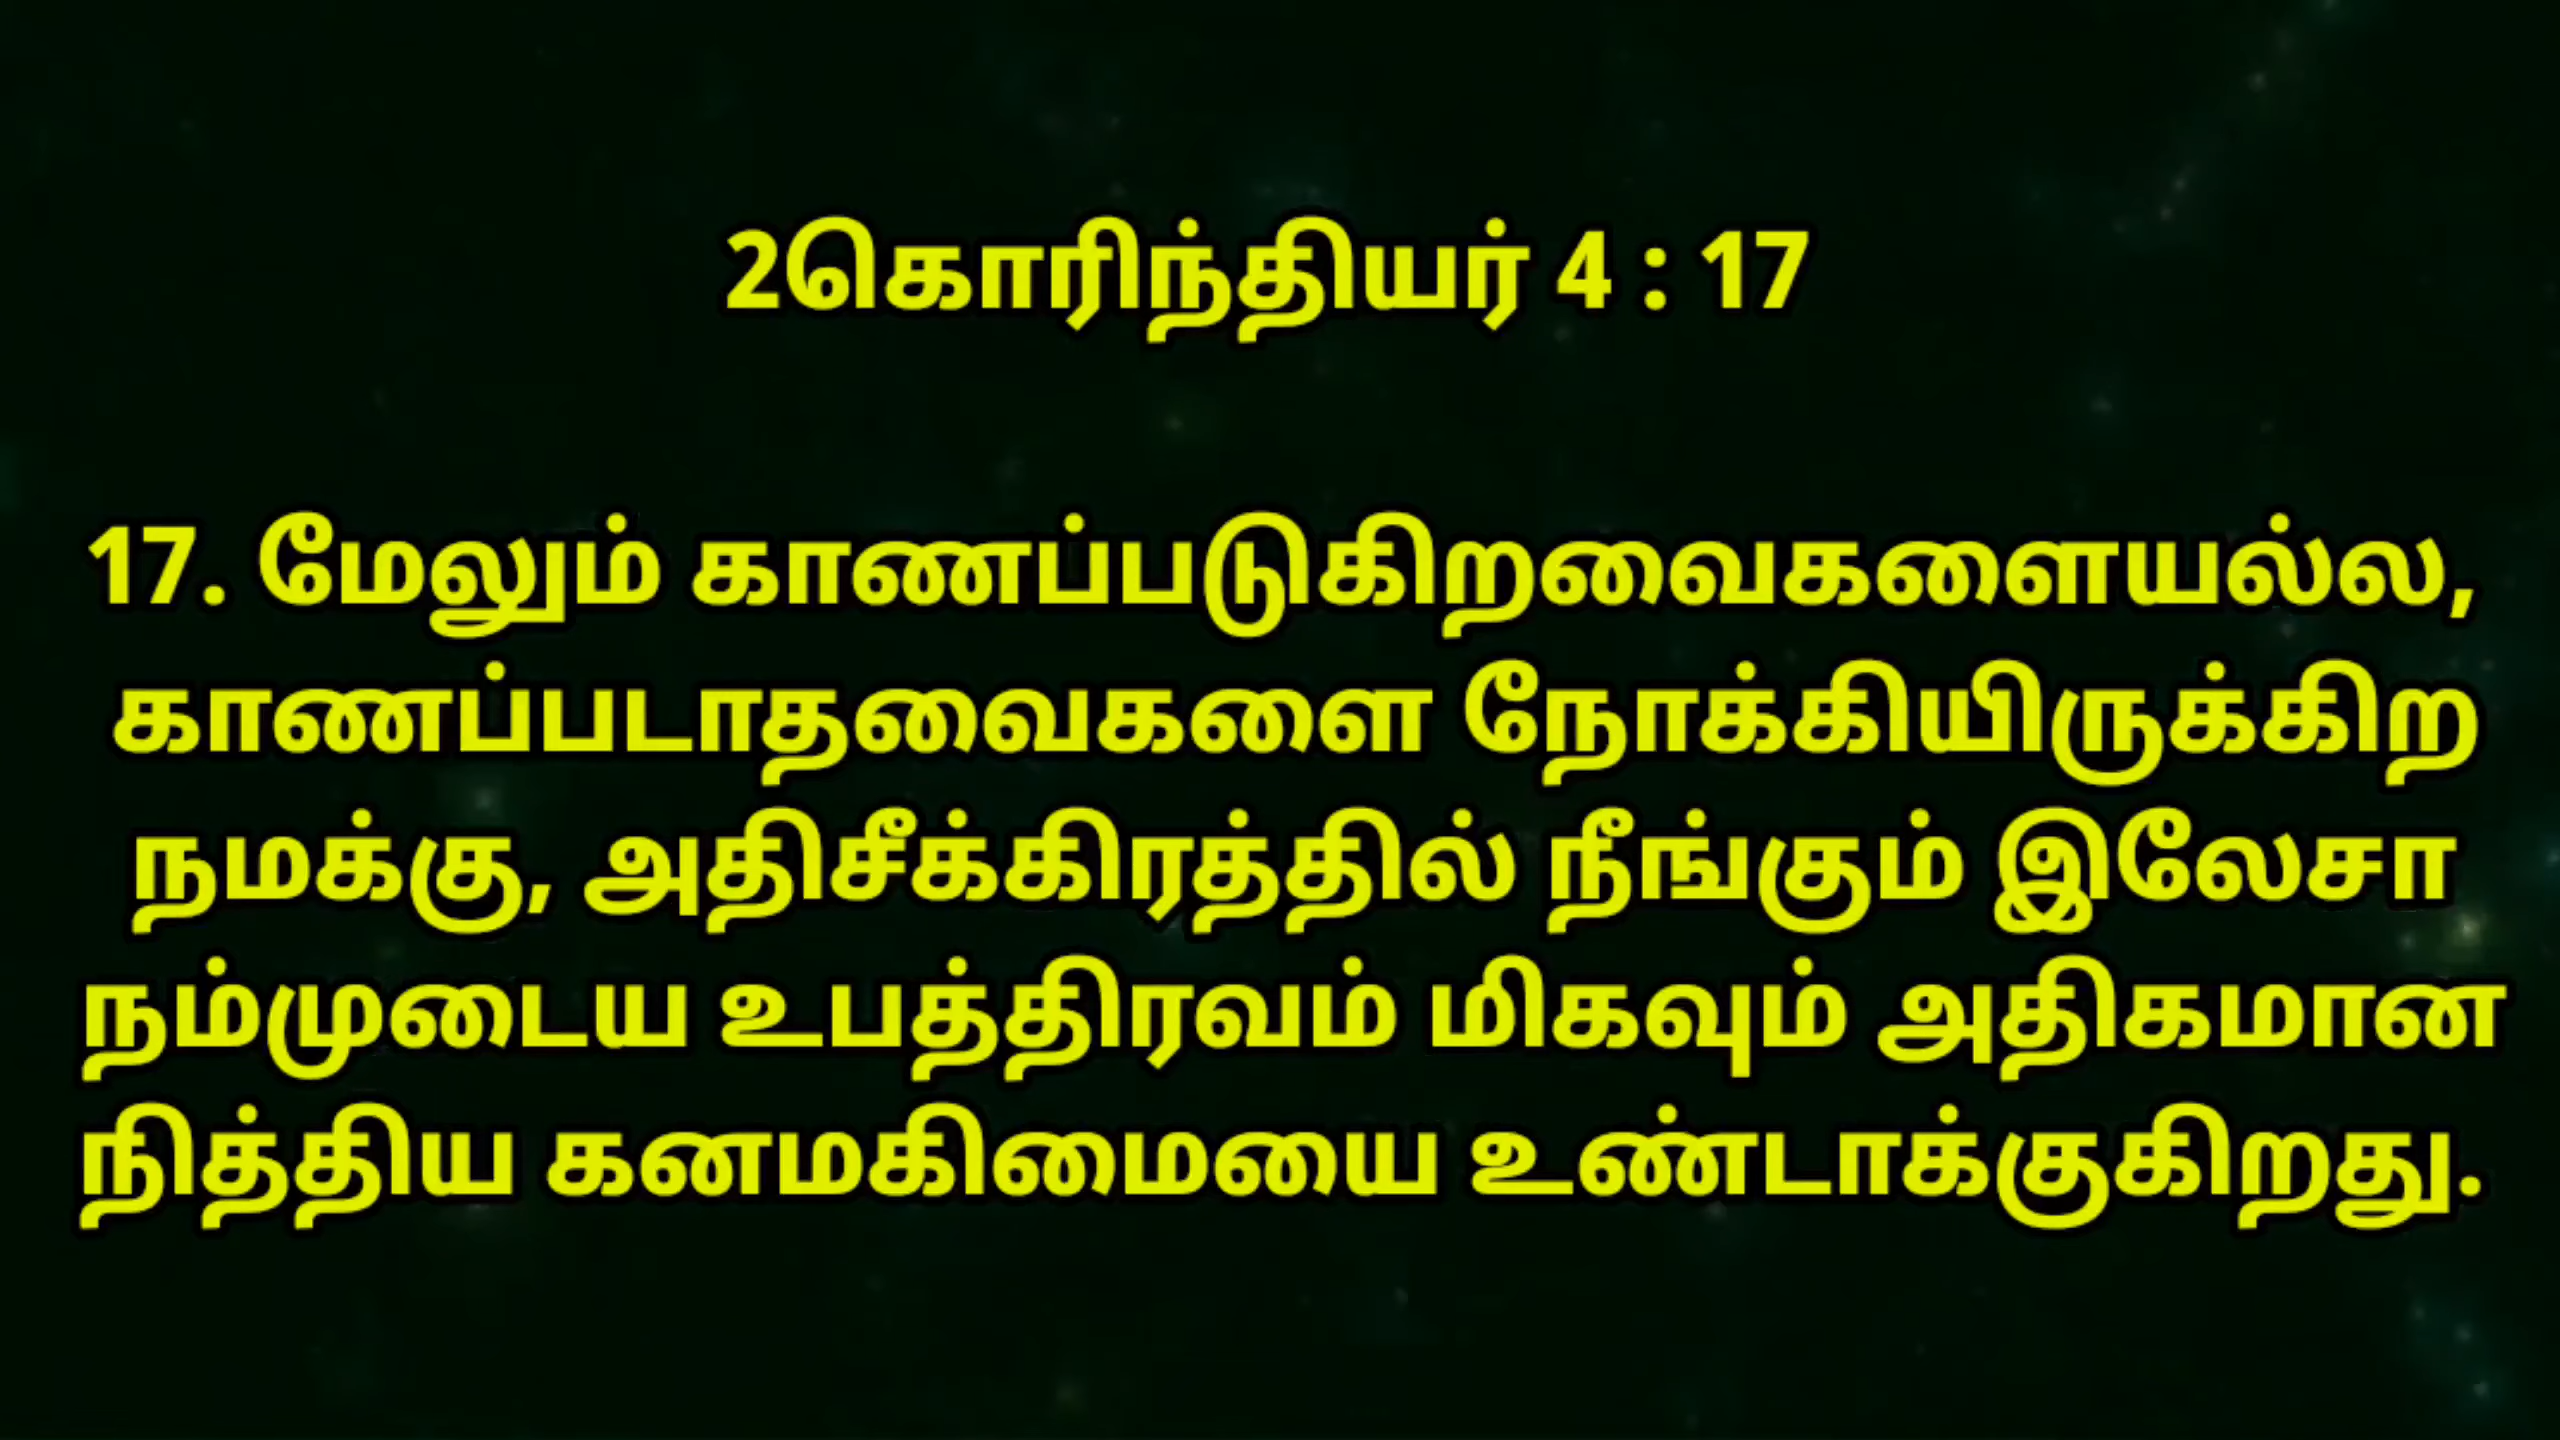 2கொரிந்தியர் 4 : 17
17. மேலும் காணப்படுகிறவைகளையல்ல,
காணப்படாதவைகளை நோக்கியிருக்கிற
நமக்கு, அதிசீக்கிரத்தில் நீங்கும் இலேசா
நம்முடைய உபத்திரவம் மிகவும் அதிகமான
நித்திய கனமகிமையை உண்டாக்குகிறது.